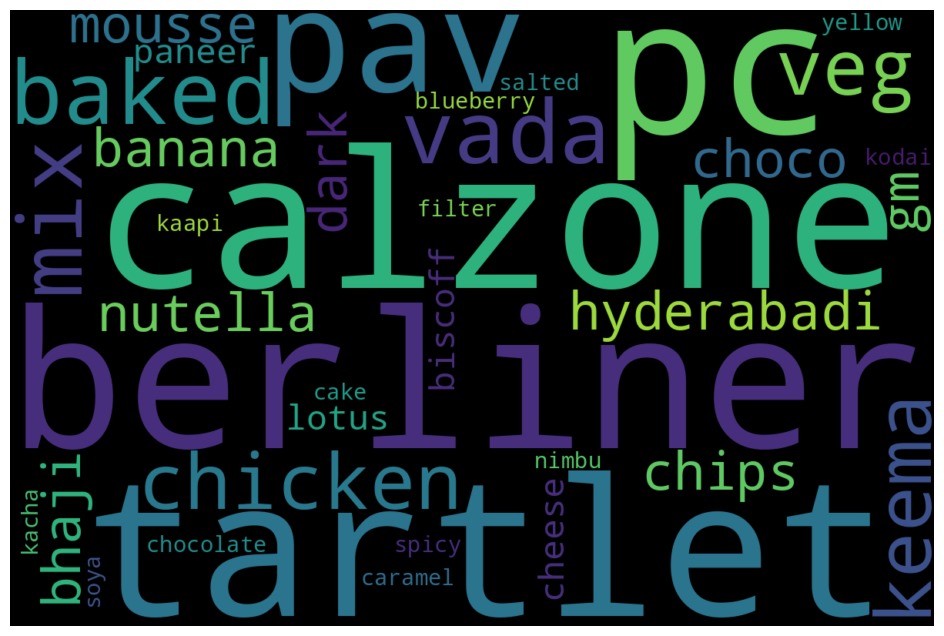 mousse
pav
pc
yellow
paneer
veg
baked
salted
blueberry
vada
dark
banana
choco
kodai
mix
calzone
gm
kaapi
filter
biscoff
nutella
hyderabadi
berliner
cake
lotus
keema
chicken
nimbu
chips
bhaji
tartlet
cheese
kacha
chocolate
spicy
soya
caramel